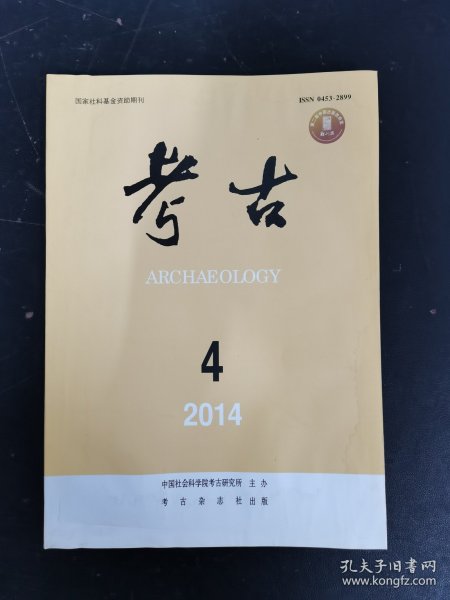 国家社科基金资助期刊
ISSN 0453-2899
考古
ARCHAEOLOGY
4
2014
中国社会科学院考古研究所 主办
考古杂志社出版
孔夫子旧书网
www.kongfz.com